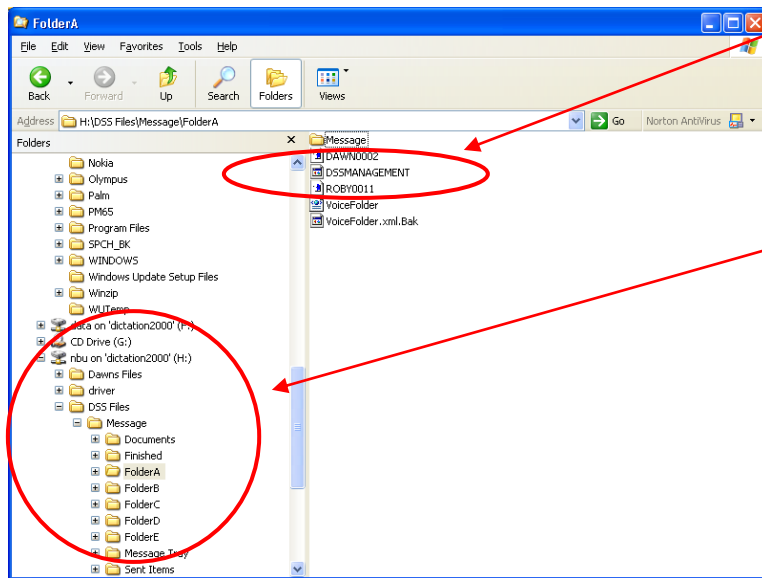 FolderA
File Edit View Favorites Tools Help
Back Forward Up Search Folders Views
Address H:\DSS Files\Message\FolderA Go Norton AntiVirus
Folders
Nokia
Olympus
Palm
PM65
Program Files
SPCH_BK
WINDOWS
Windows Update Setup Files
Winzip
WUTemp
data on 'dictation2000' (F:)
CD Drive (G:)
nbu on 'dictation2000' (H:)
Dawns Files
driver
DSS Files
Message
Documents
Finished
FolderA
FolderB
FolderC
FolderD
FolderE
Message Tray
Sent Items
Message
DAWN0002
DSSMANAGEMENT
ROBY0011
VoiceFolder
VoiceFolder.xml.Bak